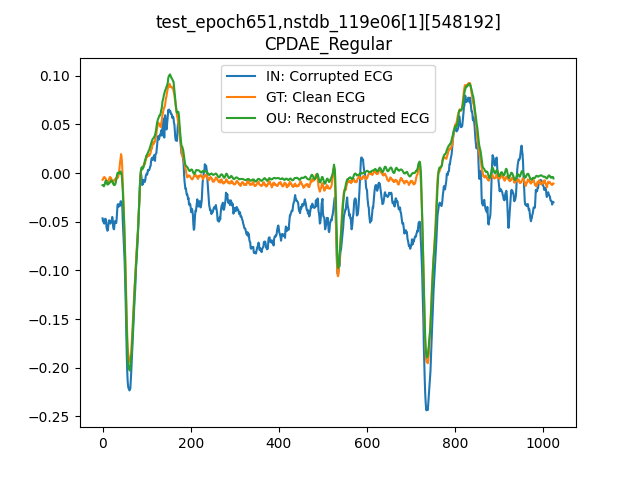 test_epoch651,nstdb_119e06[1][548192]
CPDAE_Regular
IN: Corrupted ECG
GT: Clean ECG
OU: Reconstructed ECG
0.10
0.05
0.00
−0.05
−0.10
−0.15
−0.20
−0.25
0 200 400 600 800 1000